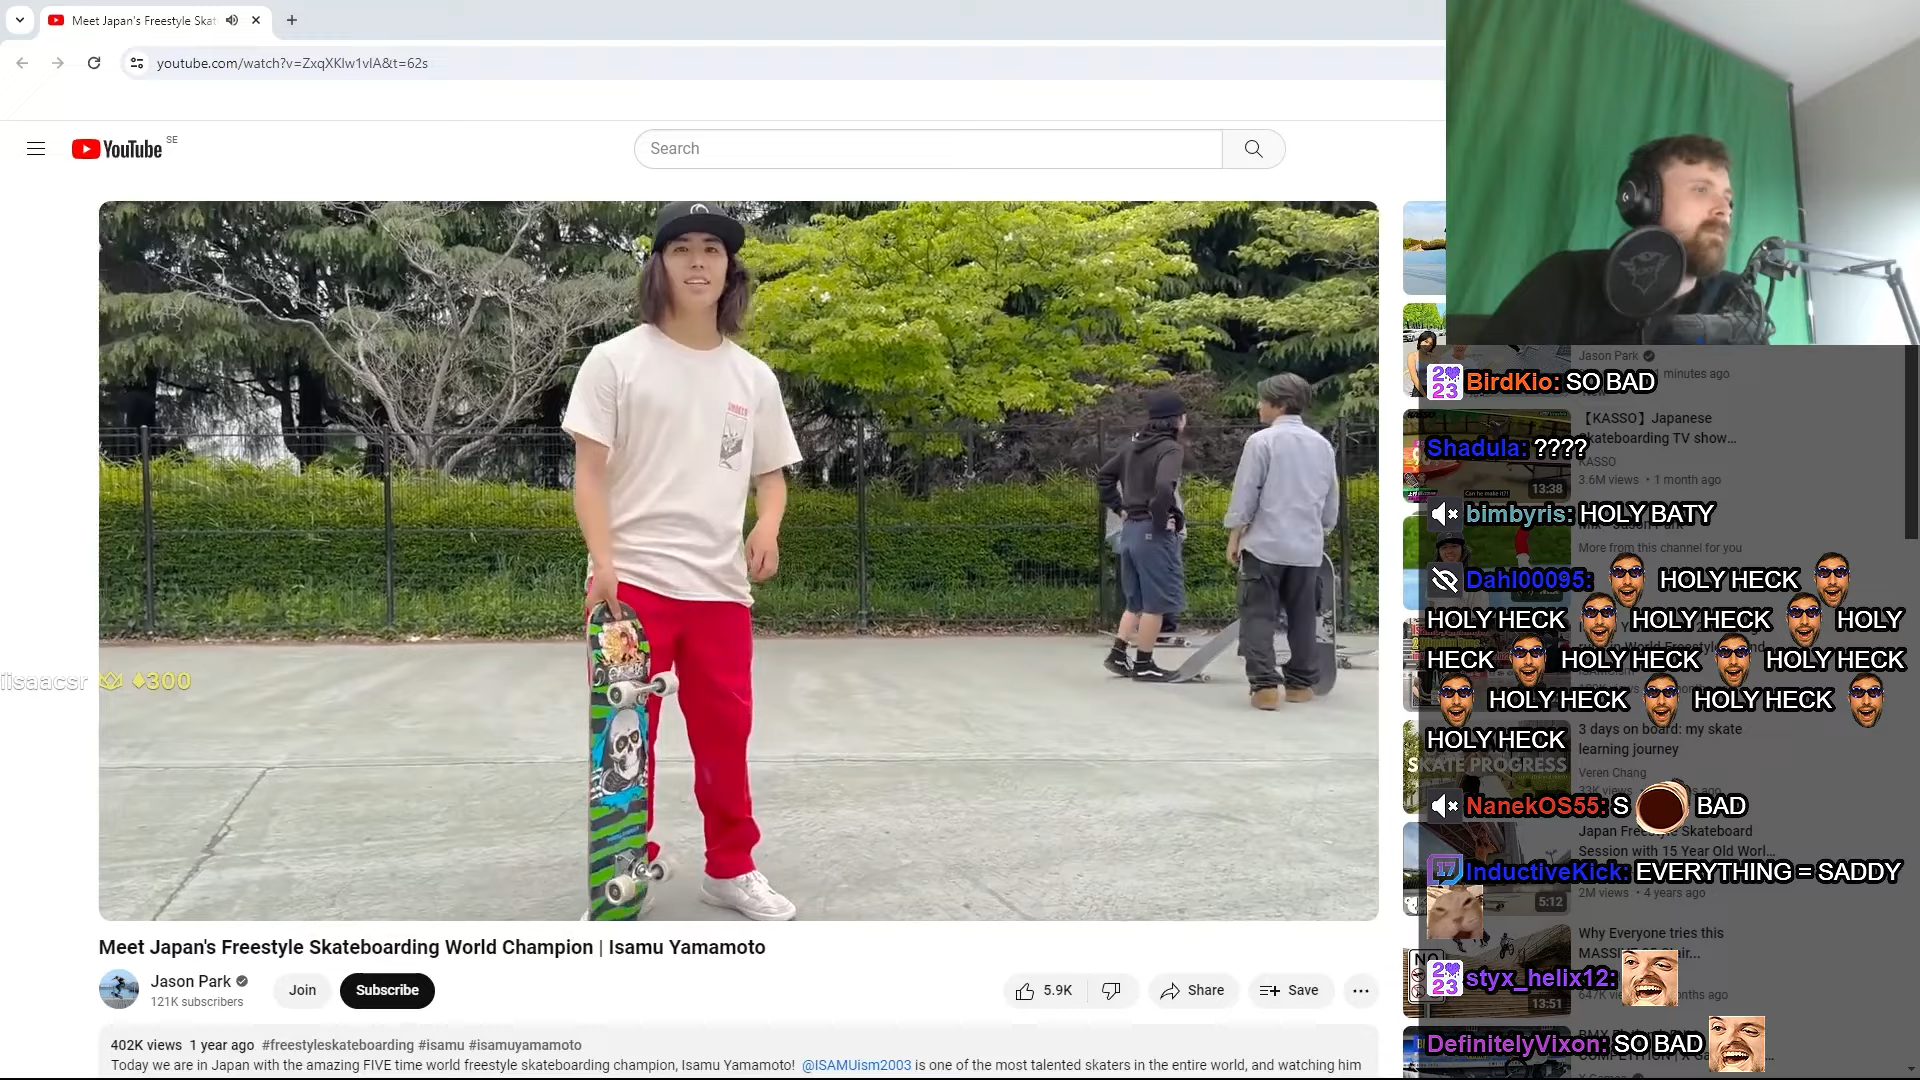 Meet Japan's Freestyle Skat
youtube.com/watch?v=ZxqXKlw1vlA&t=62s
YouTube SE
Search
iisaacsr 300
Meet Japan's Freestyle Skateboarding World Champion | Isamu Yamamoto
Jason Park
121K subscribers
Join
Subscribe
5.9K
Share
Save
402K views 1 year ago #freestyleskateboarding #isamu #isamuyamamoto
Today we are in Japan with the amazing FIVE time world freestyle skateboarding champion, Isamu Yamamoto! @ISAMUism2003 is one of the most talented skaters in the entire world, and watching him
Jason Park
minutes ago
BirdKio: SO BAD
【KASSO】Japanese
Skateboarding TV show...
Shadula: ????
KASSO
3.6M views • 1 month ago
Can he make it?!
13:38
bimbyris: HOLY BATY
More from this channel for you
Dahl00095: HOLY HECK
HOLY HECK HOLY HECK HOLY
HECK HOLY HECK HOLY HECK
HOLY HECK HOLY HECK
HOLY HECK
3 days on board: my skate
learning journey
SKATE PROGRESS
Veren Chang
NanekOS55: S BAD
Japan Freestyle Skateboard
Session with 15 Year Old Worl...
InductiveKick: EVERYTHING = SADDY
2M views • 4 years ago
5:12
Why Everyone tries this
styx_helix12:
13:51
DefinitelyVixon: SO BAD